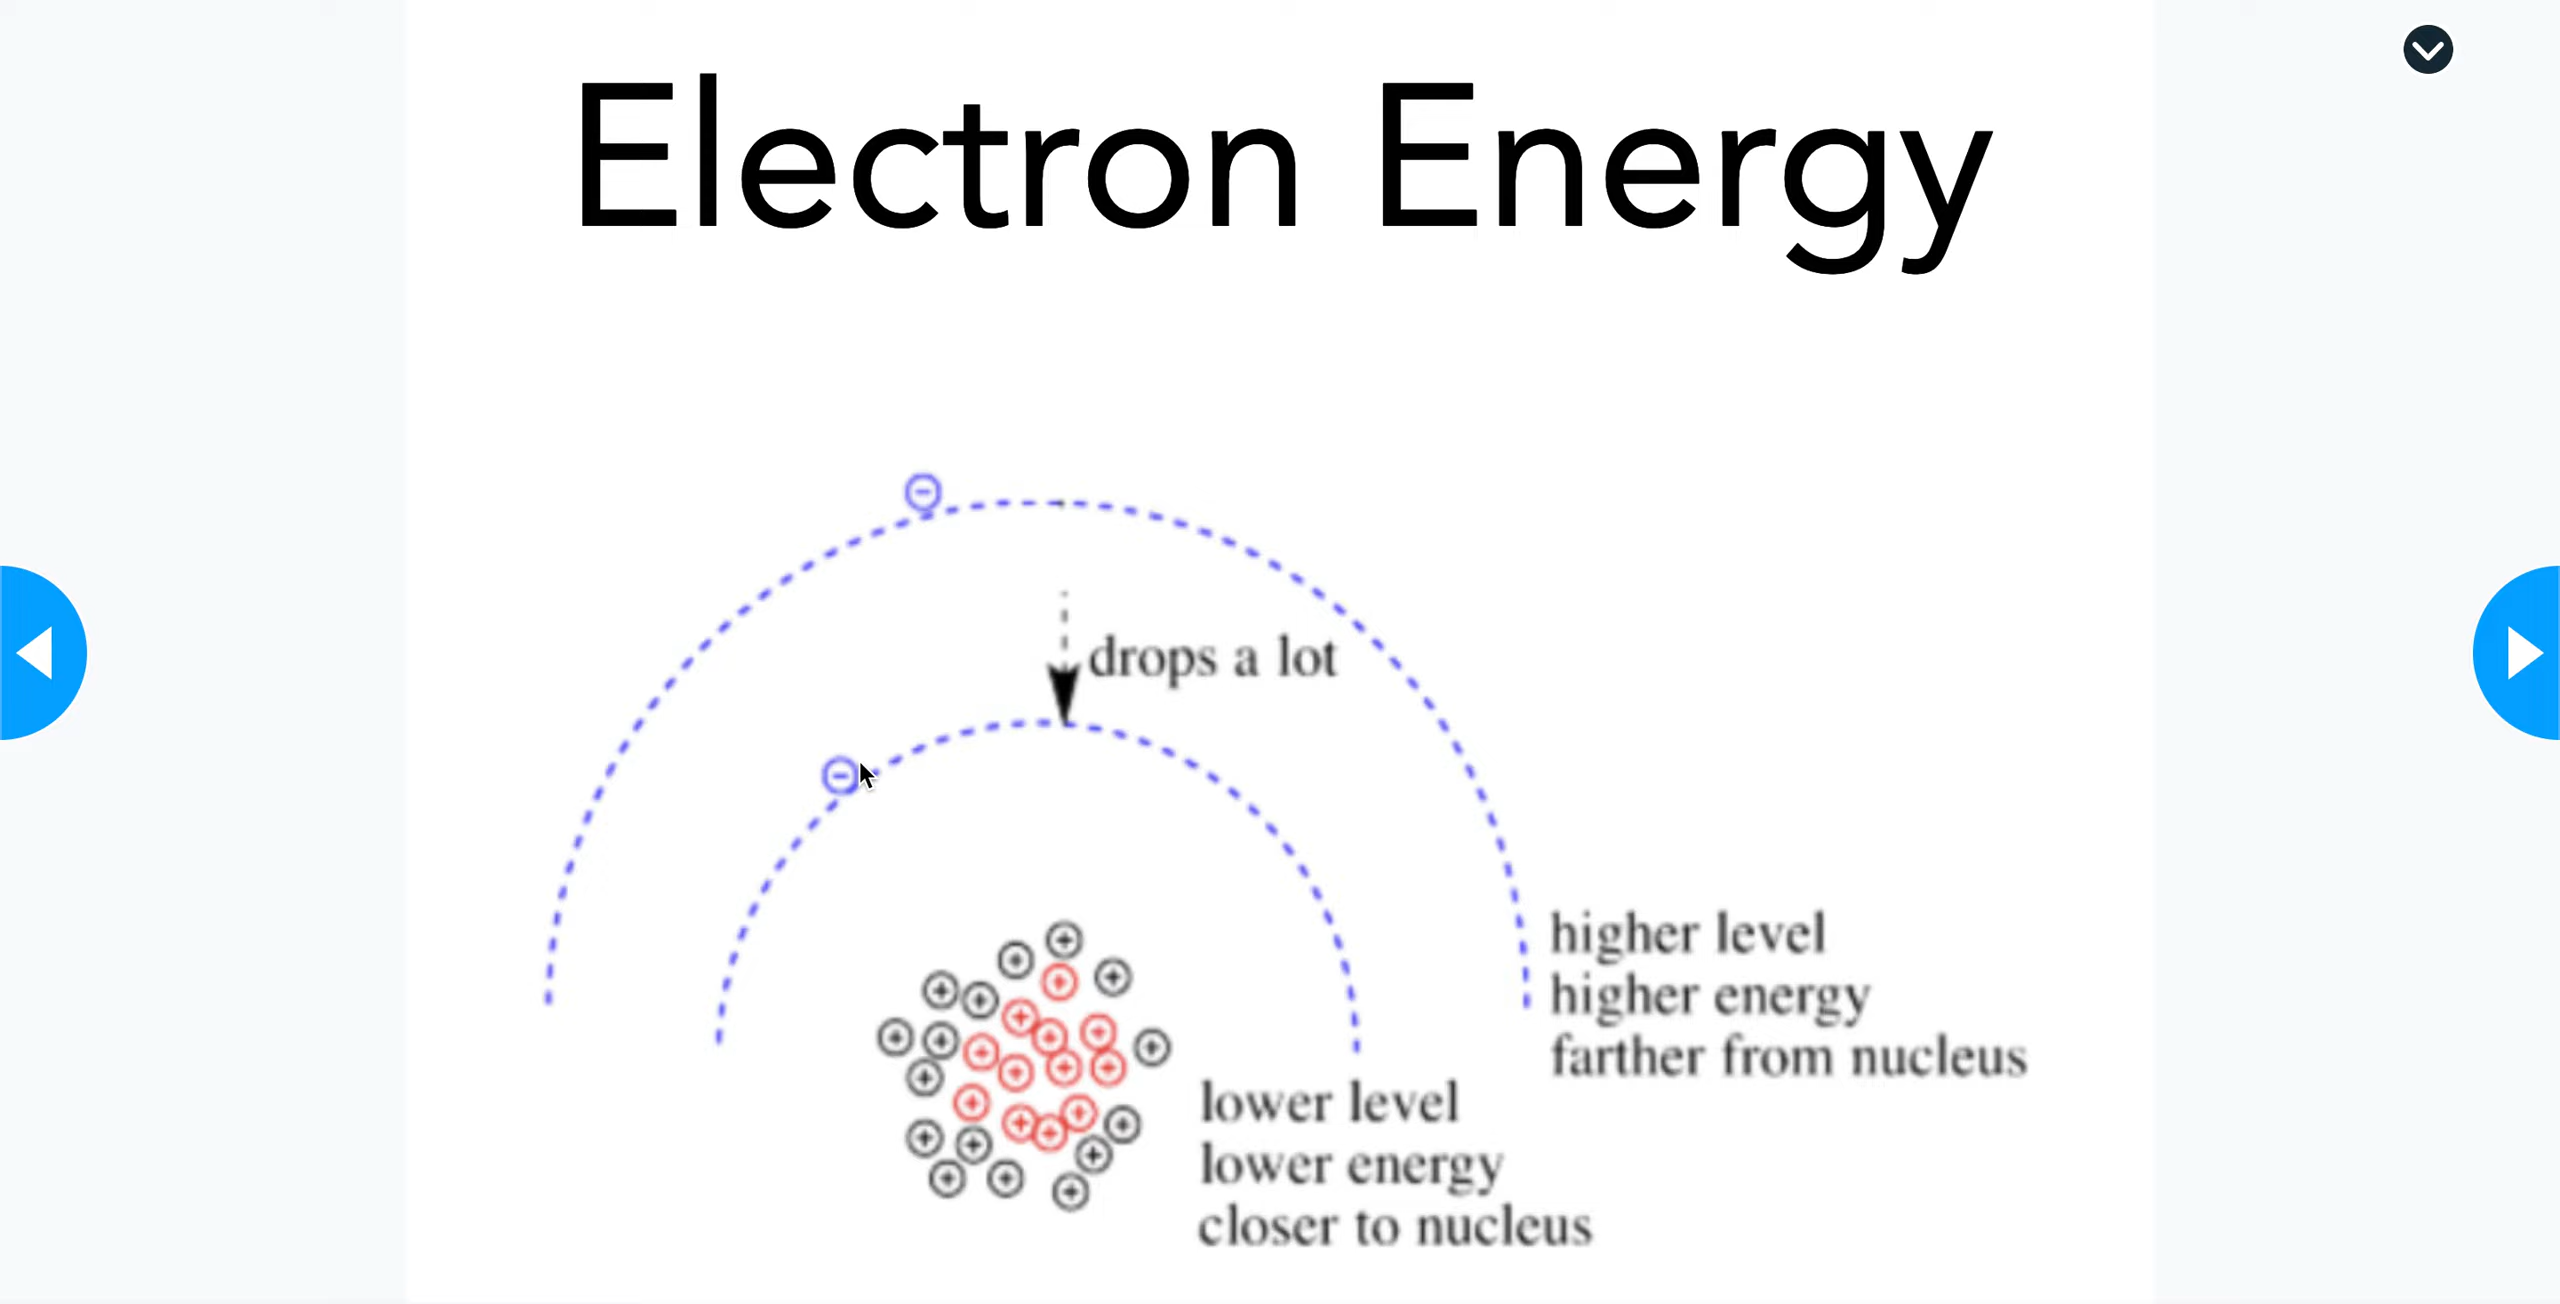 Electron Energy
drops a lot
higher level
higher energy
farther from nucleus
lower level
lower energy
closer to nucleus